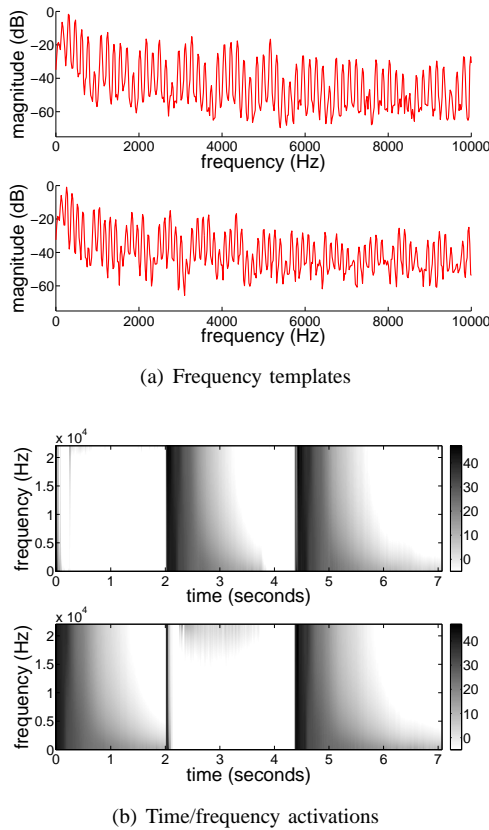 magnitude (dB)
0
−20
−40
−60
0 2000 4000 6000 8000 10000
frequency (Hz)
magnitude (dB)
0
−20
−40
−60
0 2000 4000 6000 8000 10000
frequency (Hz)
(a) Frequency templates
x 10^4
frequency (Hz)
2
1.5
1
0.5
0
0 1 2 3 4 5 6 7
time (seconds)
40
30
20
10
0
x 10^4
frequency (Hz)
2
1.5
1
0.5
0
0 1 2 3 4 5 6 7
time (seconds)
40
30
20
10
0
(b) Time/frequency activations